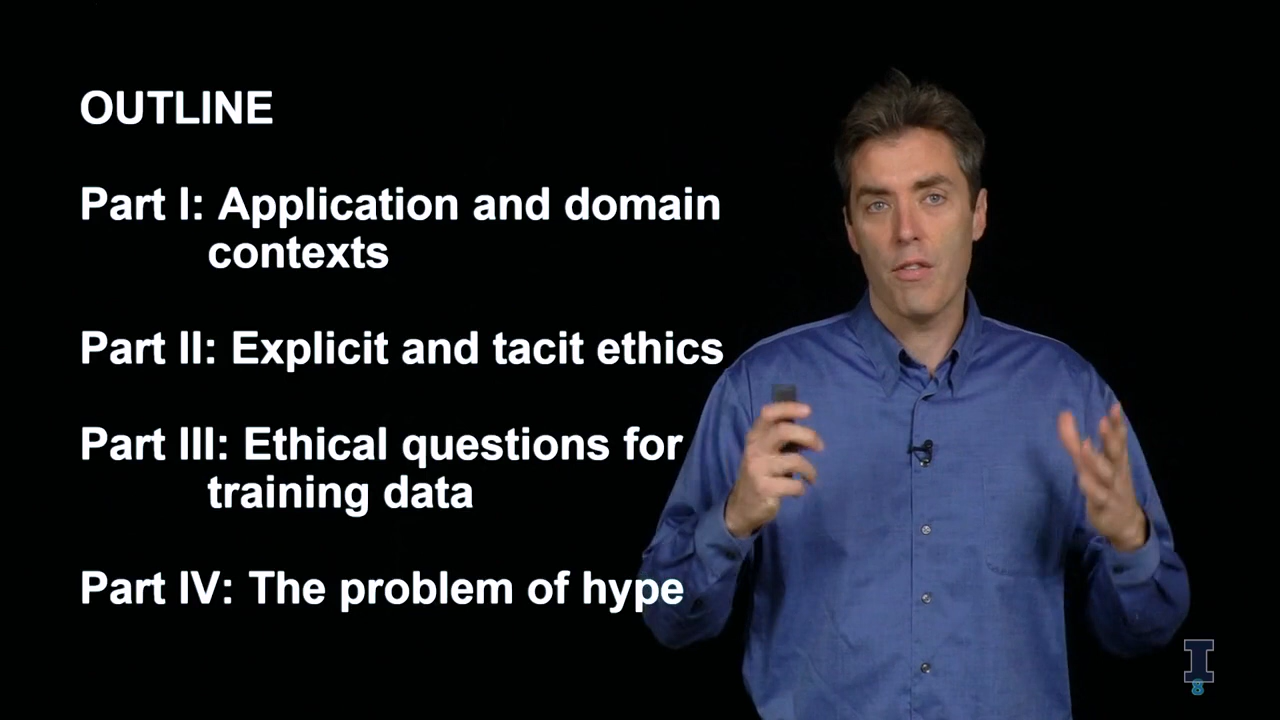 OUTLINE
Part I: Application and domain
contexts
Part II: Explicit and tacit ethics
Part III: Ethical questions for
training data
Part IV: The problem of hype
I
8